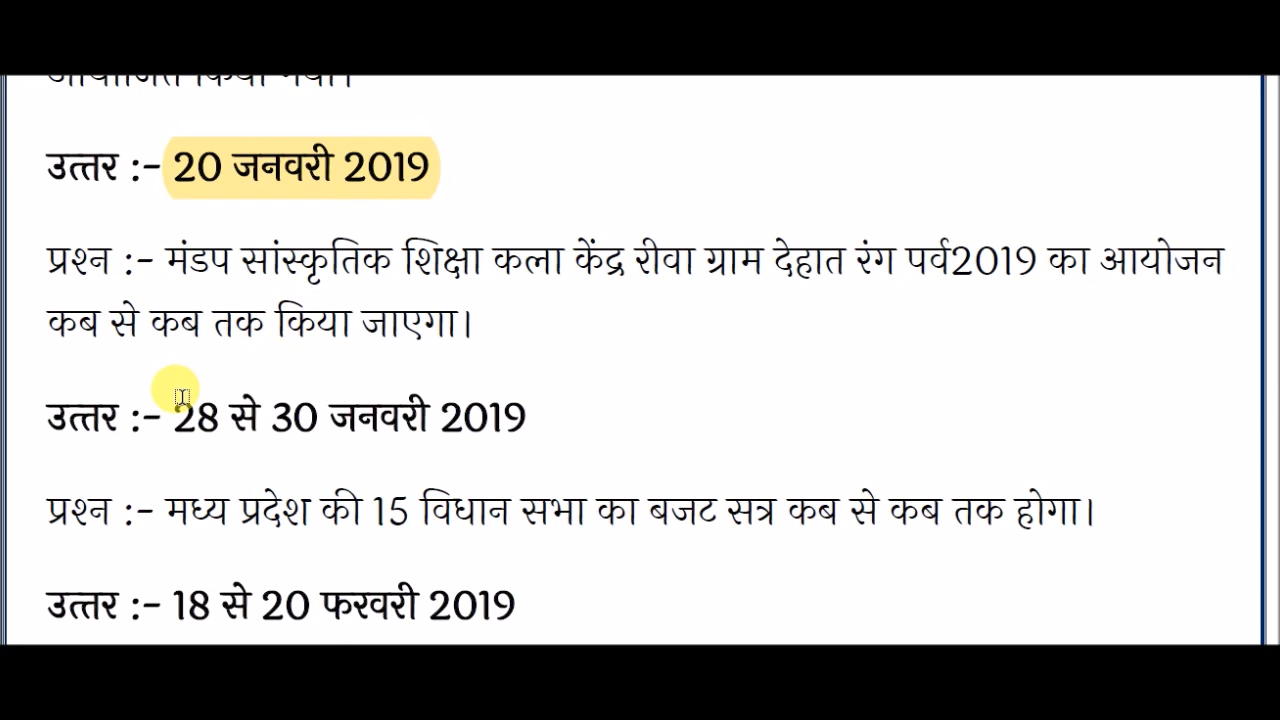 उत्तर :- 20 जनवरी 2019
प्रश्न :- मंडप सांस्कृतिक शिक्षा कला केंद्र रीवा ग्राम देहात रंग पर्व2019 का आयोजन
कब से कब तक किया जाएगा।
उत्तर :- 28 से 30 जनवरी 2019
प्रश्न :- मध्य प्रदेश की 15 विधान सभा का बजट सत्र कब से कब तक होगा।
उत्तर :- 18 से 20 फरवरी 2019